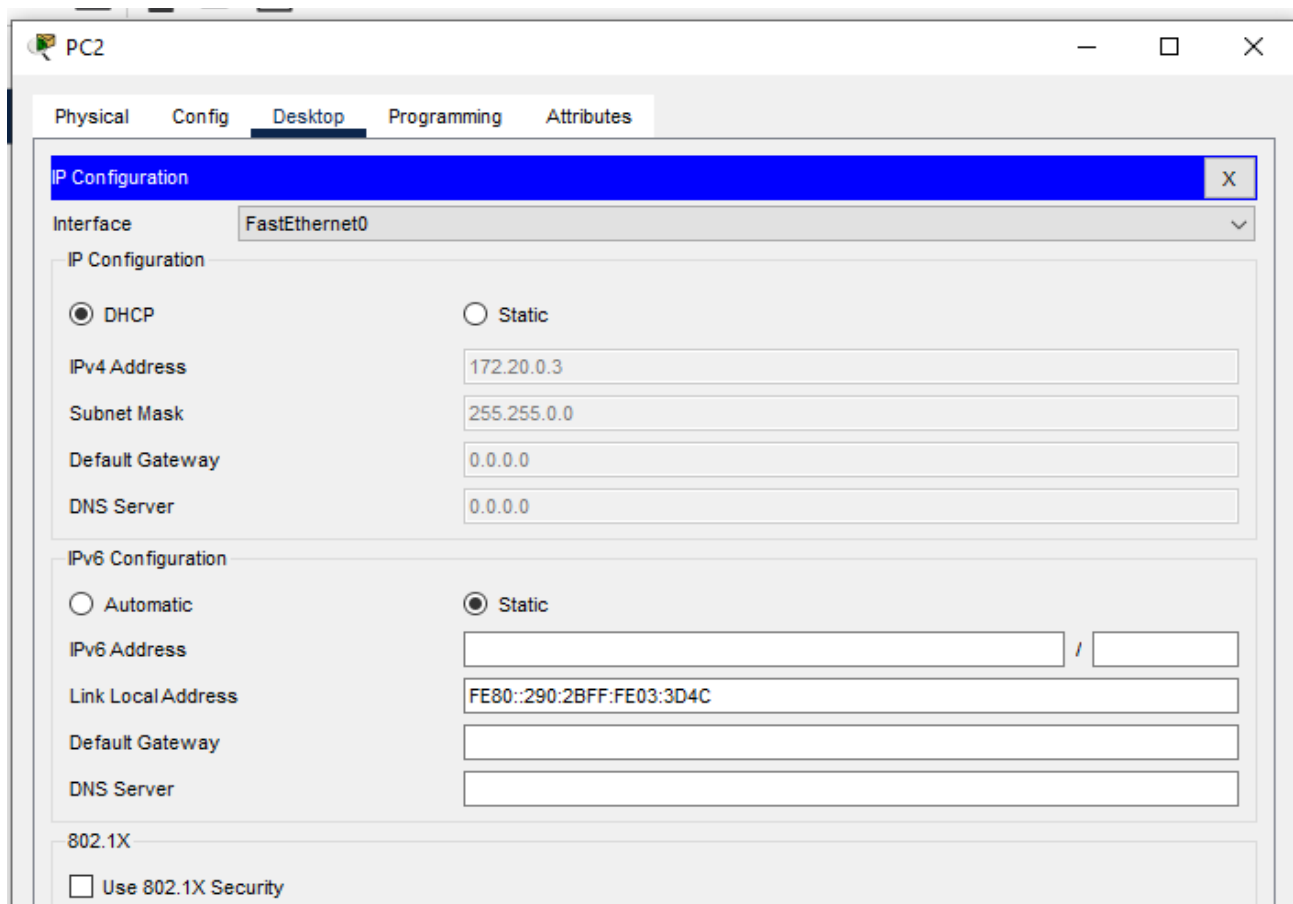 PC2
Physical Config Desktop Programming Attributes
IP Configuration X
Interface FastEthernet0
IP Configuration
DHCP Static
IPv4 Address 172.20.0.3
Subnet Mask 255.255.0.0
Default Gateway 0.0.0.0
DNS Server 0.0.0.0
IPv6 Configuration
Automatic Static
IPv6 Address /
Link Local Address FE80::290:2BFF:FE03:3D4C
Default Gateway
DNS Server
802.1X
Use 802.1X Security